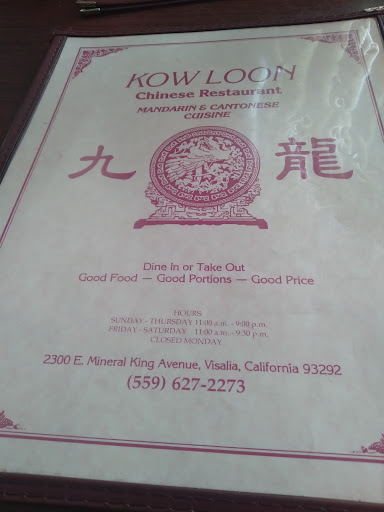 KOW LOON
Chinese Restaurant
MANDARIN & CANTONESE
CUISINE
九 龍
Dine In or Take Out
Good Food — Good Portions — Good Price
HOURS
SUNDAY - THURSDAY 11:00 a.m. - 9:00 p.m.
FRIDAY - SATURDAY 11:00 a.m. - 9:30 p.m.
CLOSED MONDAY
2300 E. Mineral King Avenue, Visalia, California 93292
(559) 627-2273